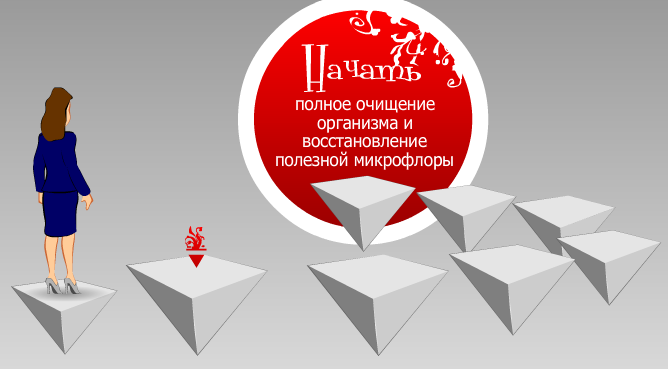 Начать
полное очищение
организма и
восстановление
полезной микрофлоры